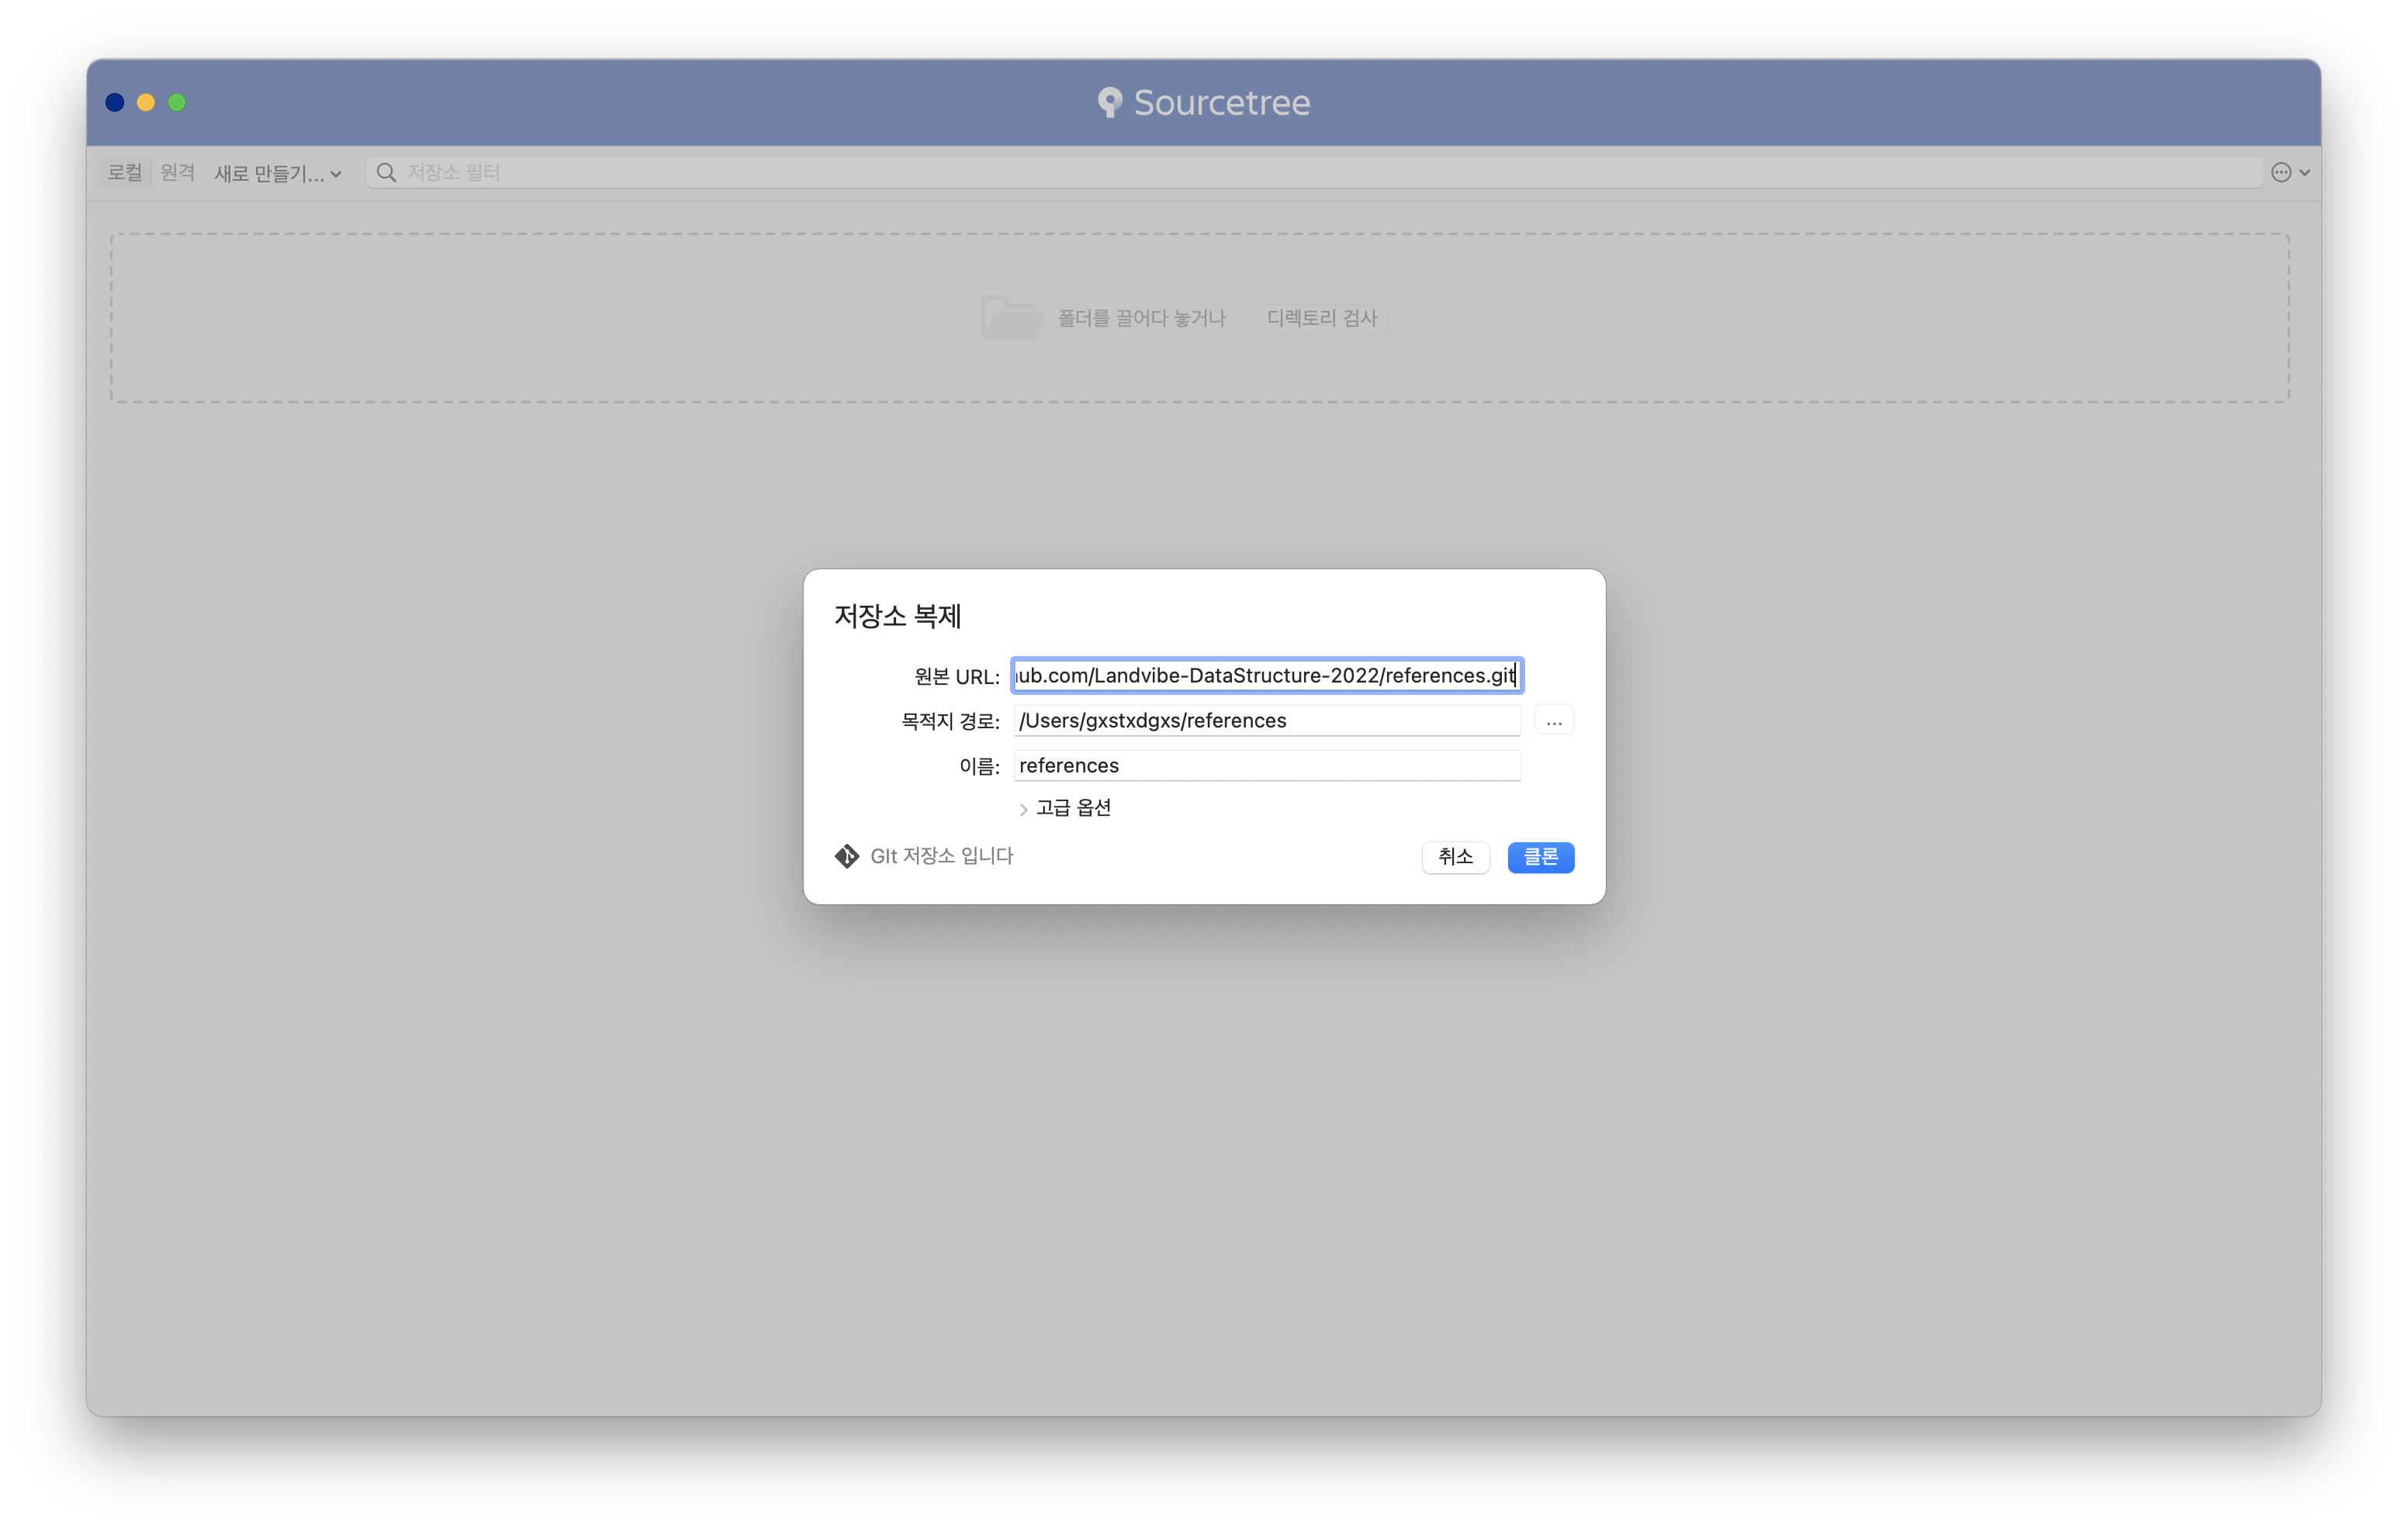 Sourcetree
로컬 원격 새로 만들기... 저장소 필터
폴더를 끌어다 놓거나 디렉토리 검사
저장소 복제
원본 URL: ub.com/Landvibe-DataStructure-2022/references.git
목적지 경로: /Users/gxstxdgxs/references ...
이름: references
고급 옵션
GIt 저장소 입니다 취소 클론